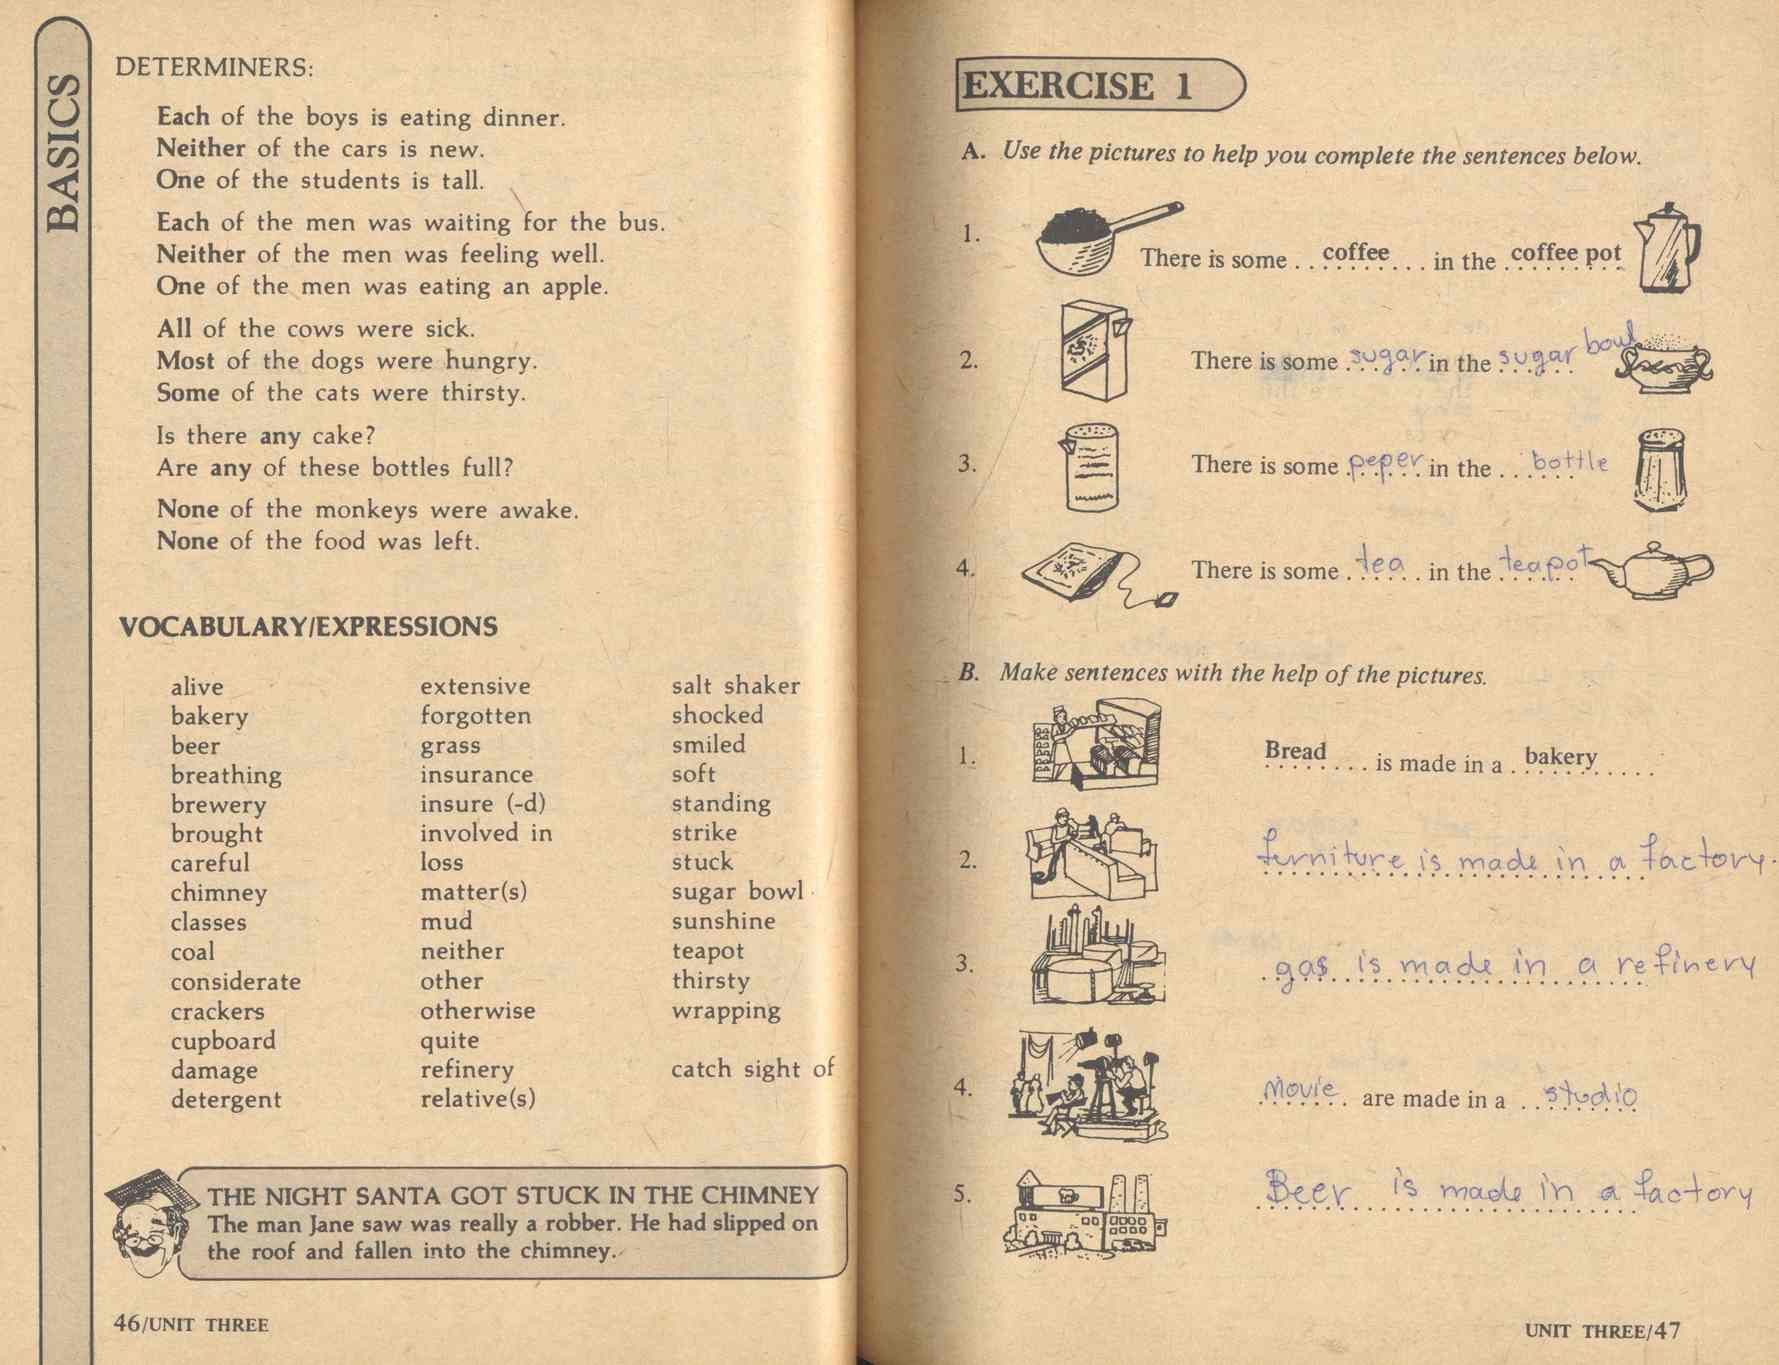 BASICS
DETERMINERS:
Each of the boys is eating dinner.
Neither of the cars is new.
One of the students is tall.
Each of the men was waiting for the bus.
Neither of the men was feeling well.
One of the men was eating an apple.
All of the cows were sick.
Most of the dogs were hungry.
Some of the cats were thirsty.
Is there any cake?
Are any of these bottles full?
None of the monkeys were awake.
None of the food was left.
VOCABULARY/EXPRESSIONS
alive extensive salt shaker
bakery forgotten shocked
beer grass smiled
breathing insurance soft
brewery insure (-d) standing
brought involved in strike
careful loss stuck
chimney matter(s) sugar bowl
classes mud sunshine
coal neither teapot
considerate other thirsty
crackers otherwise wrapping
cupboard quite
damage refinery catch sight of
detergent relative(s)
THE NIGHT SANTA GOT STUCK IN THE CHIMNEY
The man Jane saw was really a robber. He had slipped on
the roof and fallen into the chimney.
46/UNIT THREE
EXERCISE 1
A. Use the pictures to help you complete the sentences below.
1. There is some . . coffee . . . in the coffee pot
2. There is some sugar in the sugar bowl
3. There is some peper in the . . bottle
4. There is some . tea . . in the teapot
B. Make sentences with the help of the pictures.
1. Bread . . . is made in a . bakery . . . .
2. furniture is made in a factory.
3. gas is made in a refinery
4. Movie . are made in a . . studio
5. Beer is made in a factory
UNIT THREE/47